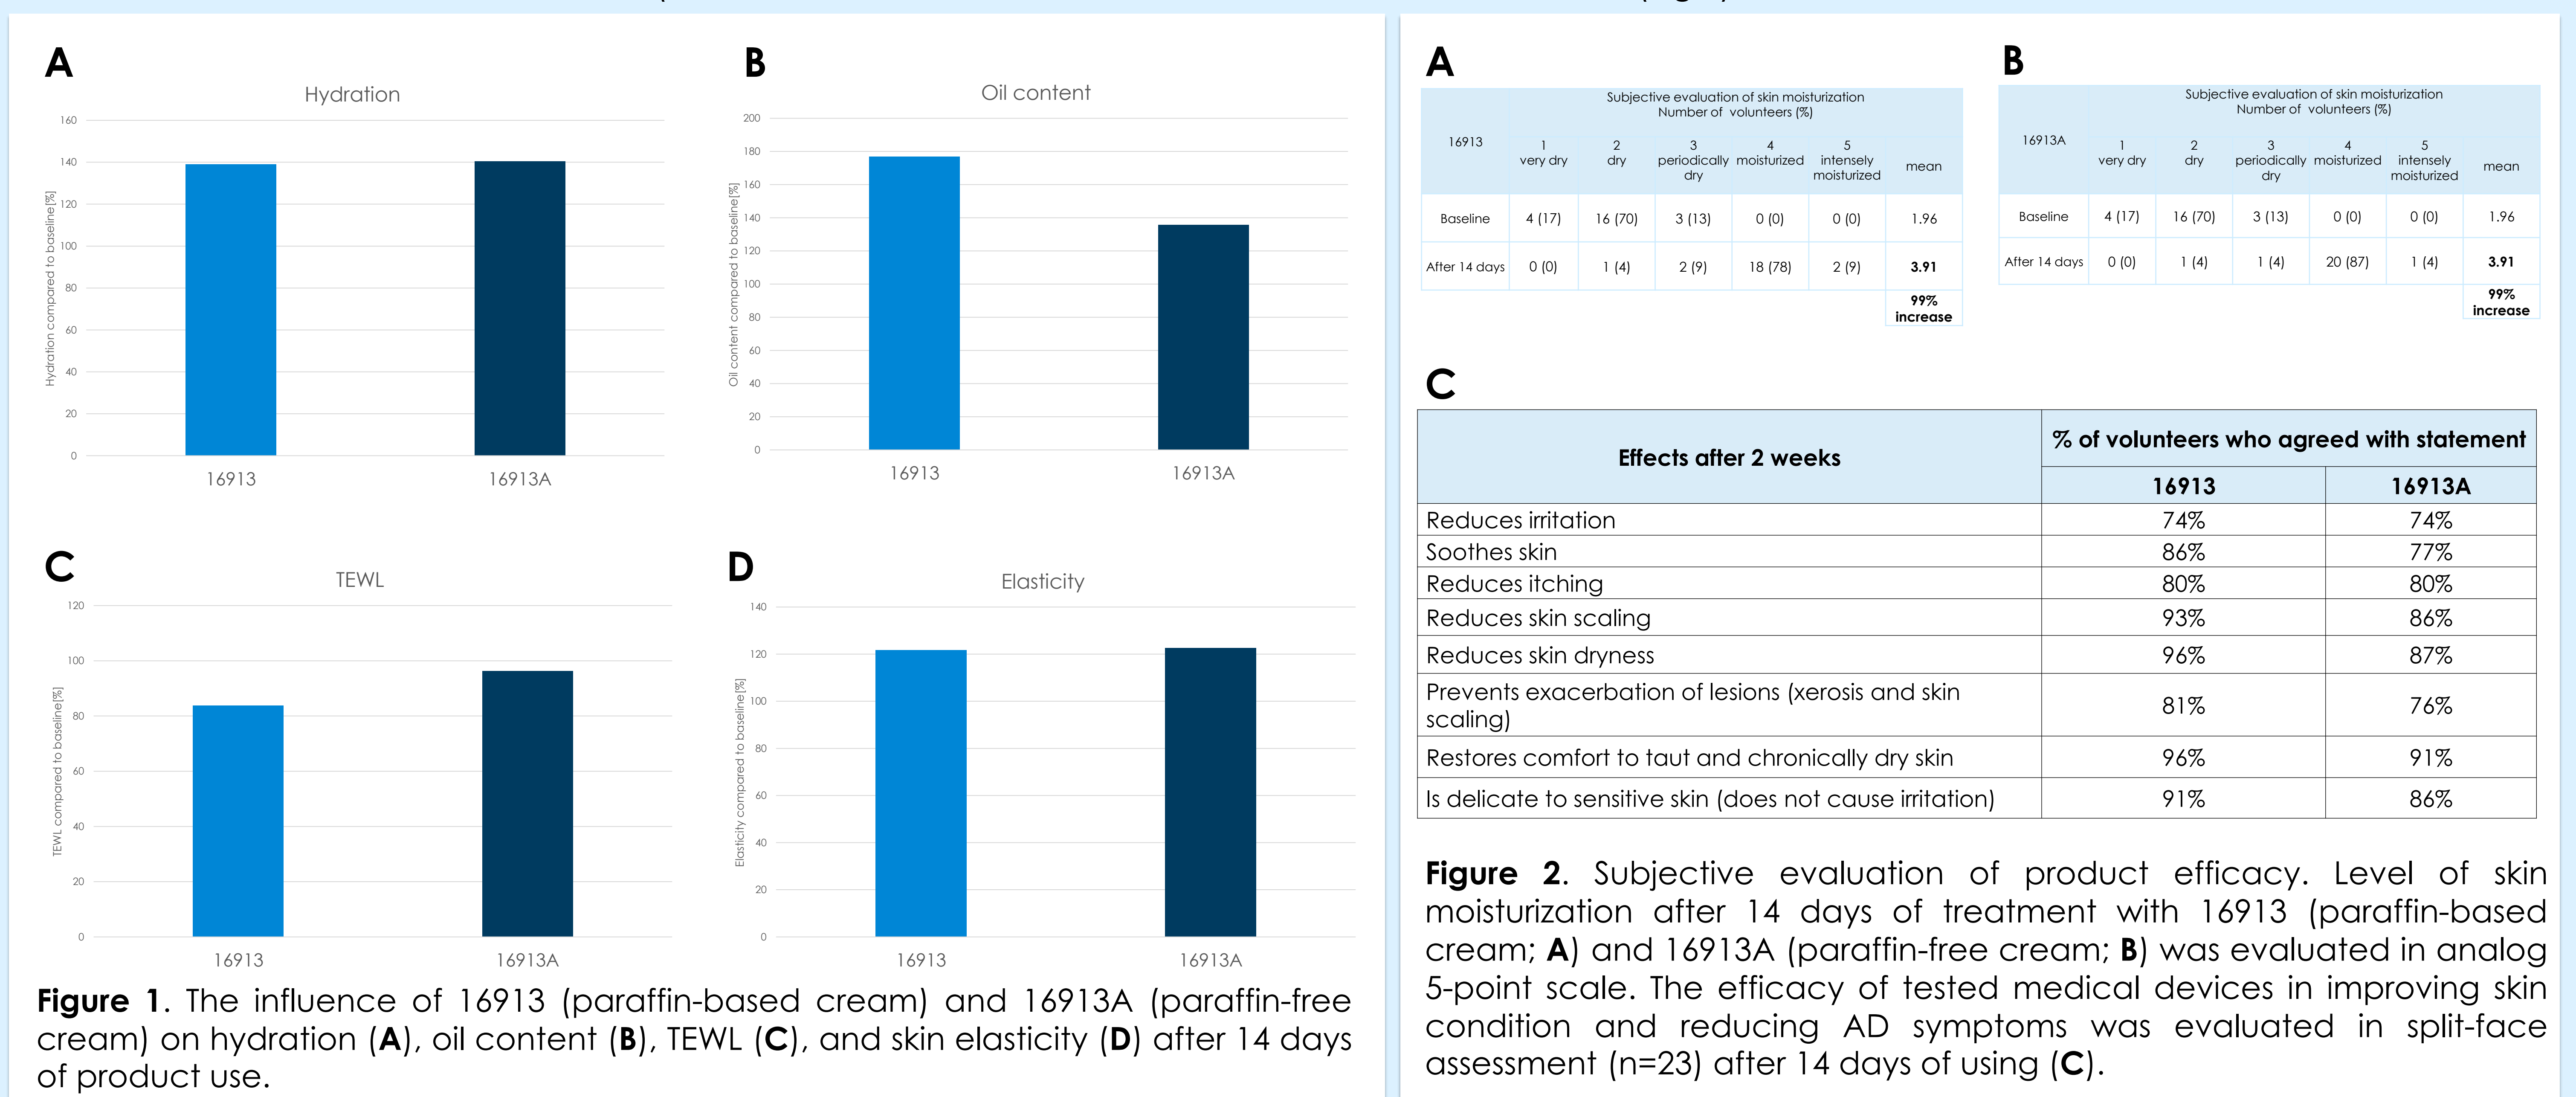 A
Hydration
Hydration compared to baseline[%]
160
140
120
100
80
60
40
20
0
16913
16913A
B
Oil content
Oil content compared to baseline[%]
200
180
160
140
120
100
80
60
40
20
0
16913
16913A
C
TEWL
TEWL compared to baseline[%]
120
100
80
60
40
20
0
16913
16913A
D
Elasticity
Elasticity compared to baseline[%]
140
120
100
80
60
40
20
0
16913
16913A
Figure 1. The influence of 16913 (paraffin-based cream) and 16913A (paraffin-free
cream) on hydration (A), oil content (B), TEWL (C), and skin elasticity (D) after 14 days
of product use.
A
16913
Subjective evaluation of skin moisturization
Number of volunteers (%)
1 very dry
2 dry
3 periodically dry
4 moisturized
5 intensely moisturized
mean
Baseline 4 (17) 16 (70) 3 (13) 0 (0) 0 (0) 1.96
After 14 days 0 (0) 1 (4) 2 (9) 18 (78) 2 (9) 3.91
99%
increase
B
16913A
Subjective evaluation of skin moisturization
Number of volunteers (%)
1 very dry
2 dry
3 periodically dry
4 moisturized
5 intensely moisturized
mean
Baseline 4 (17) 16 (70) 3 (13) 0 (0) 0 (0) 1.96
After 14 days 0 (0) 1 (4) 1 (4) 20 (87) 1 (4) 3.91
99%
increase
C
Effects after 2 weeks
% of volunteers who agreed with statement
16913 16913A
Reduces irritation 74% 74%
Soothes skin 86% 77%
Reduces itching 80% 80%
Reduces skin scaling 93% 86%
Reduces skin dryness 96% 87%
Prevents exacerbation of lesions (xerosis and skin
scaling) 81% 76%
Restores comfort to taut and chronically dry skin 96% 91%
Is delicate to sensitive skin (does not cause irritation) 91% 86%
Figure 2. Subjective evaluation of product efficacy. Level of skin
moisturization after 14 days of treatment with 16913 (paraffin-based
cream; A) and 16913A (paraffin-free cream; B) was evaluated in analog
5-point scale. The efficacy of tested medical devices in improving skin
condition and reducing AD symptoms was evaluated in split-face
assessment (n=23) after 14 days of using (C).